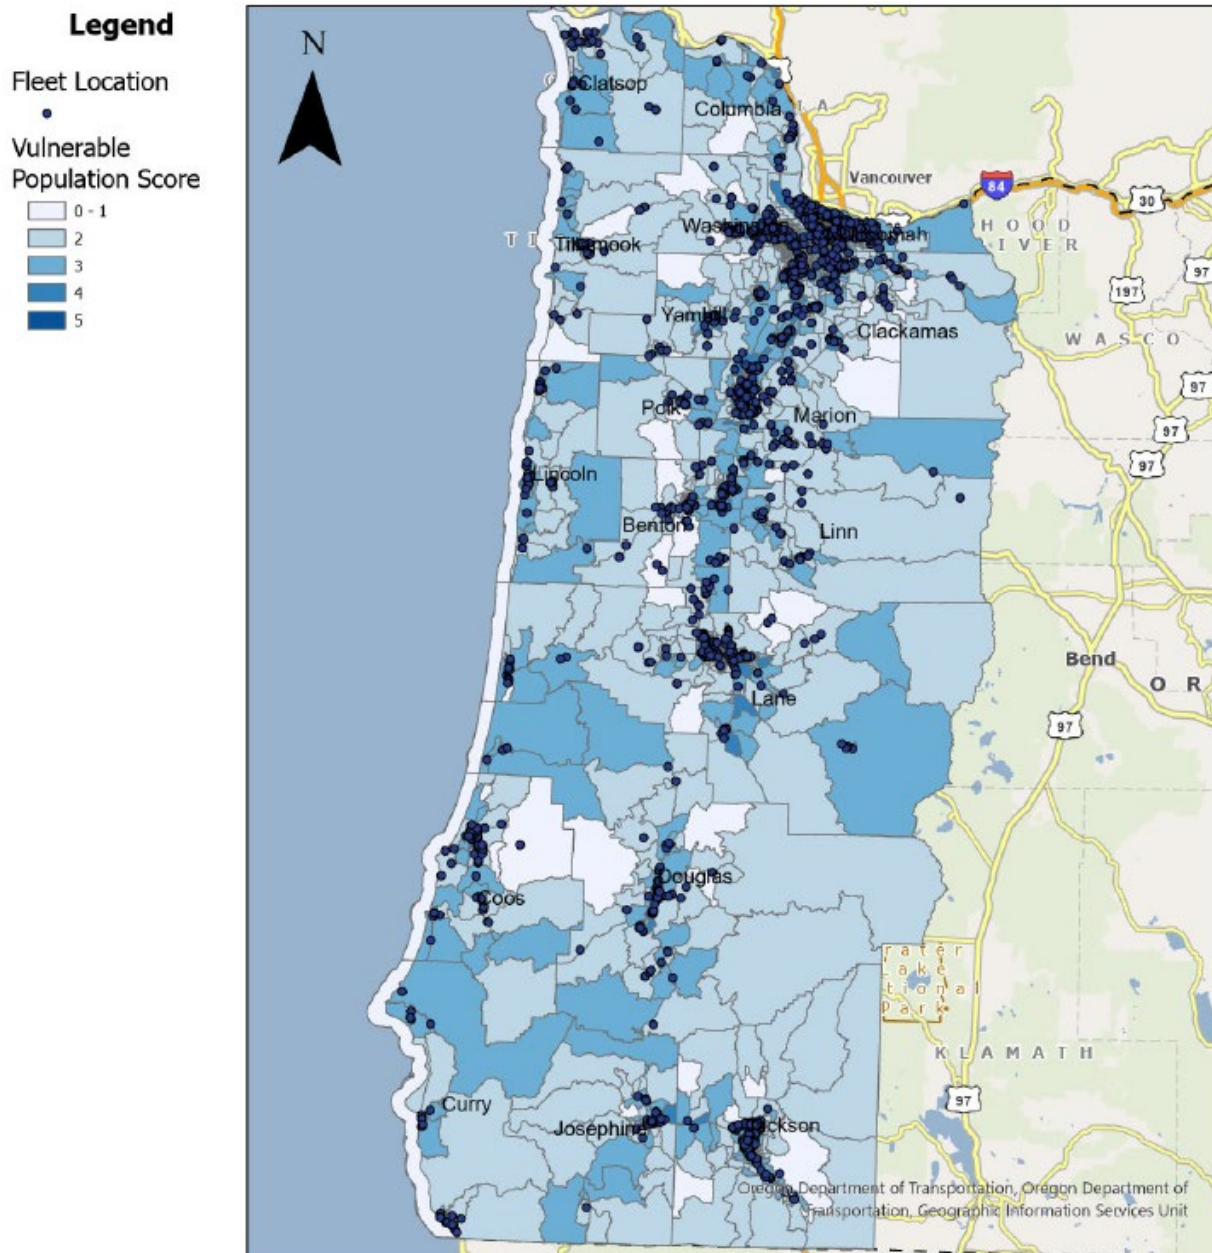 Legend
Fleet Location
Vulnerable
Population Score
0 - 1
2
3
4
5
N
Clatsop
Columbia
Vancouver
84
30
HOOD
IVER
Washington
Tillamook
197
97
Yamhill
Clackamas
WASCO
97
Polk
Marion
97
97
Lincoln
Benton
Linn
Bend
OR
Lane
97
Douglas
Coos
rater
Lake
tional
Park
KLAMATH
97
Curry
Josephine
Jackson
Oregon Department of Transportation, Oregon Department of
Transportation, Geographic Information Services Unit